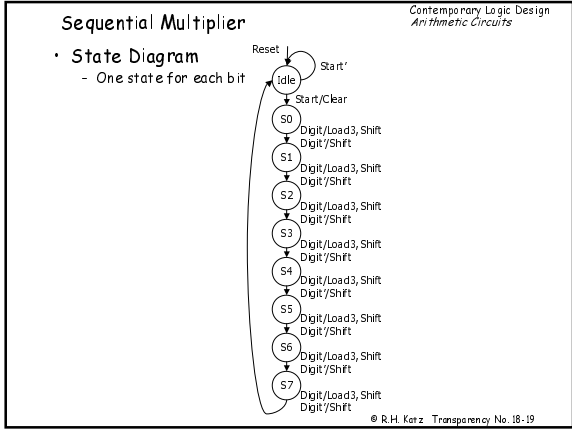 Contemporary Logic Design
Arithmetic Circuits
Sequential Multiplier
• State Diagram
– One state for each bit
Reset
Start'
Idle
Start/Clear
S0
Digit/Load3, Shift
Digit'/Shift
S1
Digit/Load3, Shift
Digit'/Shift
S2
Digit/Load3, Shift
Digit'/Shift
S3
Digit/Load3, Shift
Digit'/Shift
S4
Digit/Load3, Shift
Digit'/Shift
S5
Digit/Load3, Shift
Digit'/Shift
S6
Digit/Load3, Shift
Digit'/Shift
S7
Digit/Load3, Shift
Digit'/Shift
© R.H. Katz Transparency No. 18-19